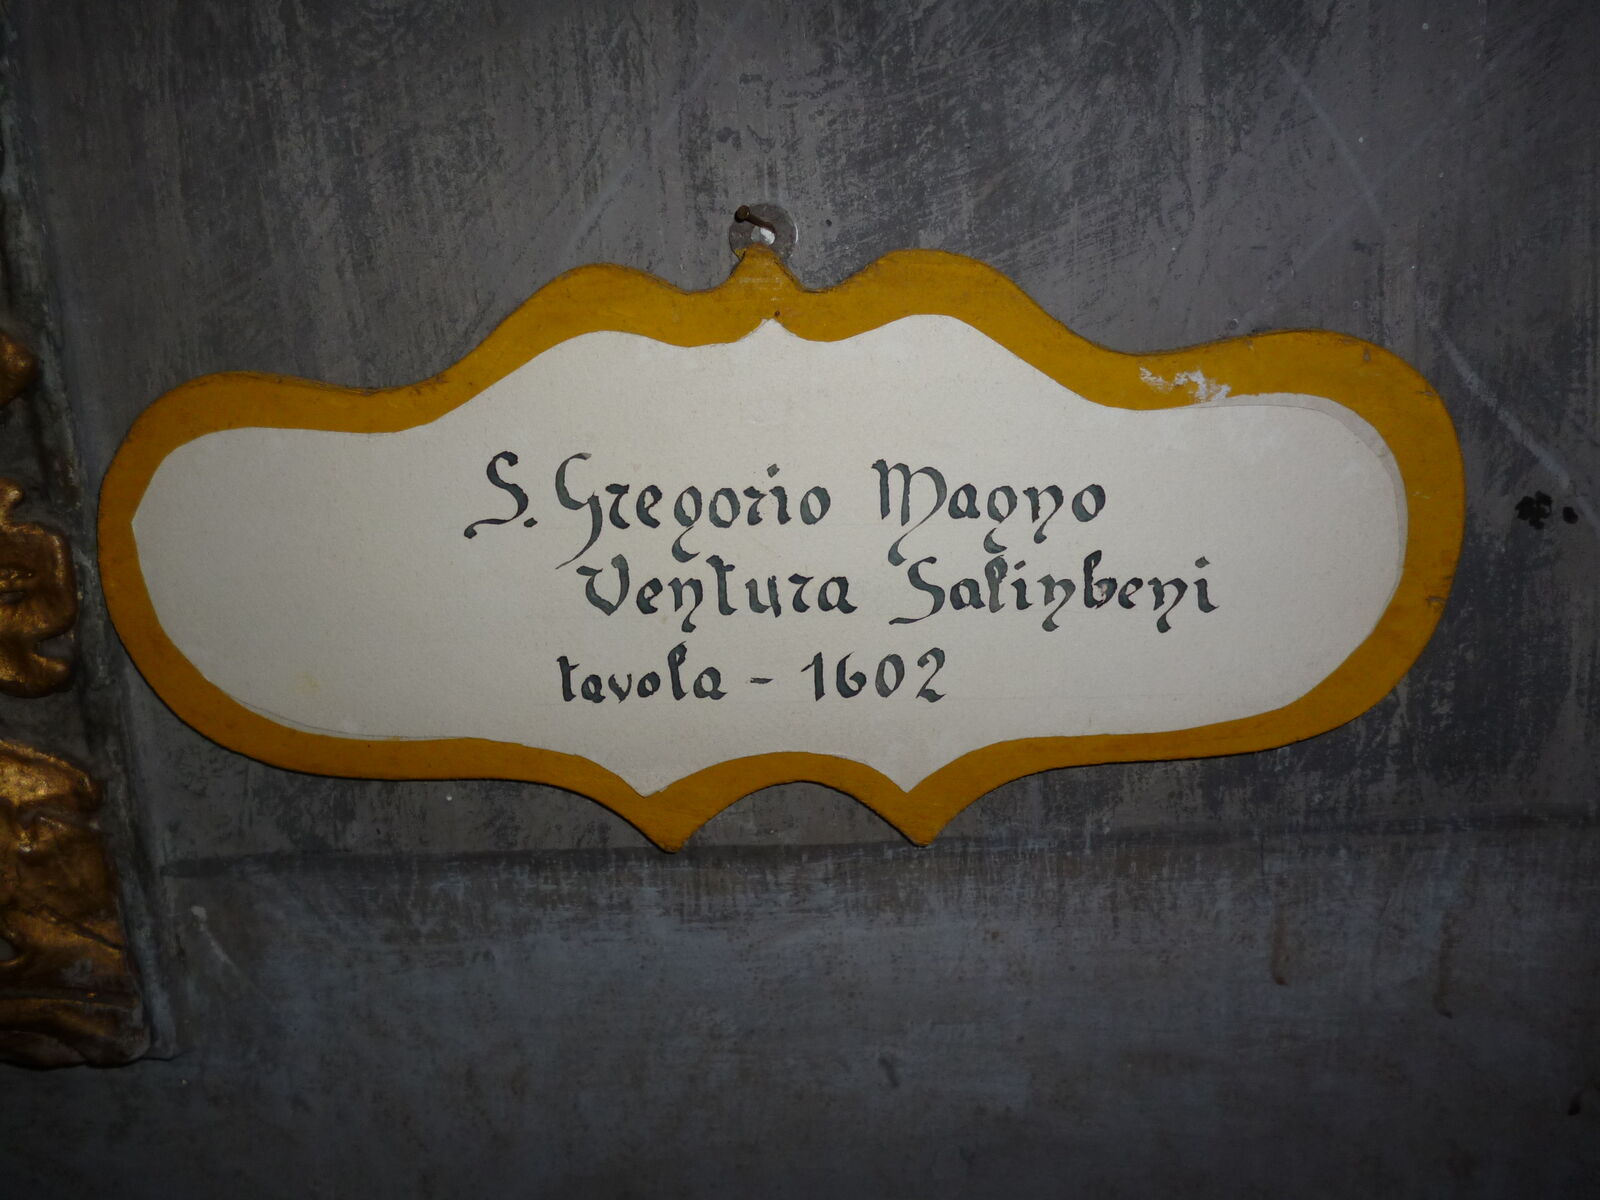 S. Gregorio Magno
Ventura Salinbeni
tavola - 1602